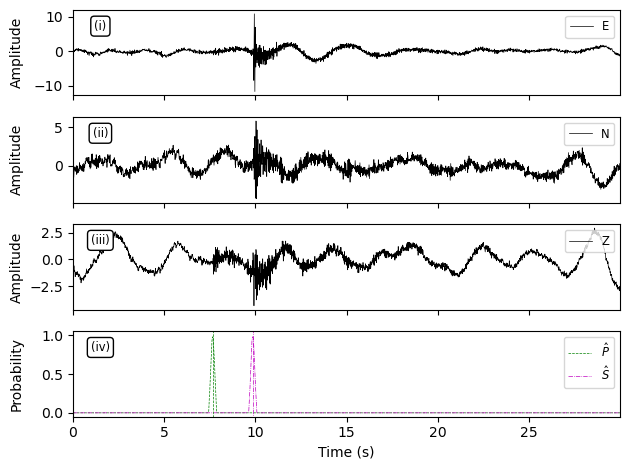 (i)
E
Amplitude
10
0
−10
(ii)
N
Amplitude
5
0
(iii)
Z
Amplitude
2.5
0.0
−2.5
(iv)
P̂
Ŝ
Probability
1.0
0.5
0.0
0 5 10 15 20 25
Time (s)